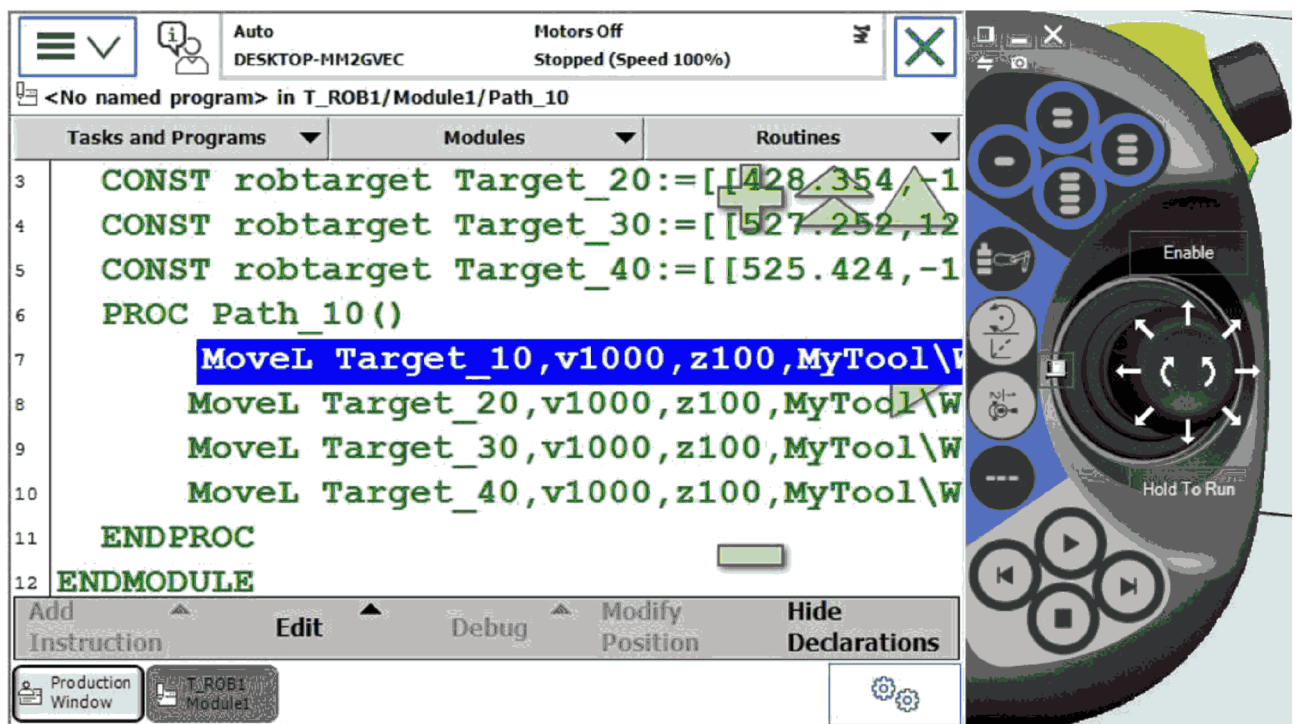 Auto
Motors Off
DESKTOP-MM2GVEC
Stopped (Speed 100%)
<No named program> in T_ROB1/Module1/Path_10
Tasks and Programs
Modules
Routines
3 CONST robtarget Target_20:=[[428.354,-1
4 CONST robtarget Target_30:=[[527.252,12
5 CONST robtarget Target_40:=[[525.424,-1
6 PROC Path_10()
7 MoveL Target_10,v1000,z100,MyTool\W
8 MoveL Target_20,v1000,z100,MyTool\W
9 MoveL Target_30,v1000,z100,MyTool\W
10 MoveL Target_40,v1000,z100,MyTool\W
11 ENDPROC
12 ENDMODULE
Add
Instruction
Edit
Debug
Modify
Position
Hide
Declarations
Production
Window
T_ROB1
Module1
Enable
Hold To Run